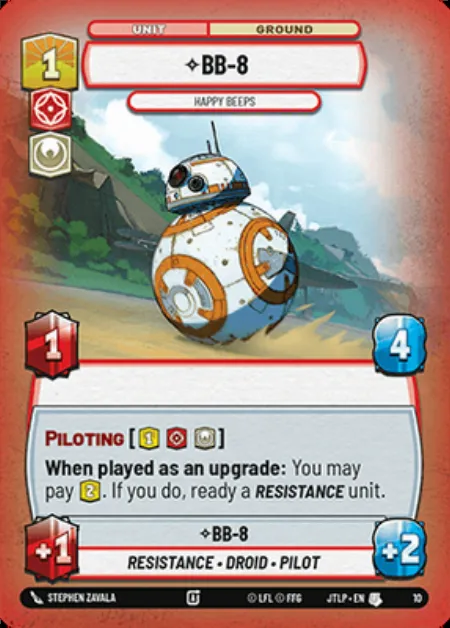 UNIT GROUND
1
BB-8
HAPPY BEEPS
1 4
PILOTING [1]
When played as an upgrade: You may
pay 2. If you do, ready a RESISTANCE unit.
BB-8
+1 +2
RESISTANCE • DROID • PILOT
STEPHEN ZAVALA © LFL © FFG JTLP • EN 10